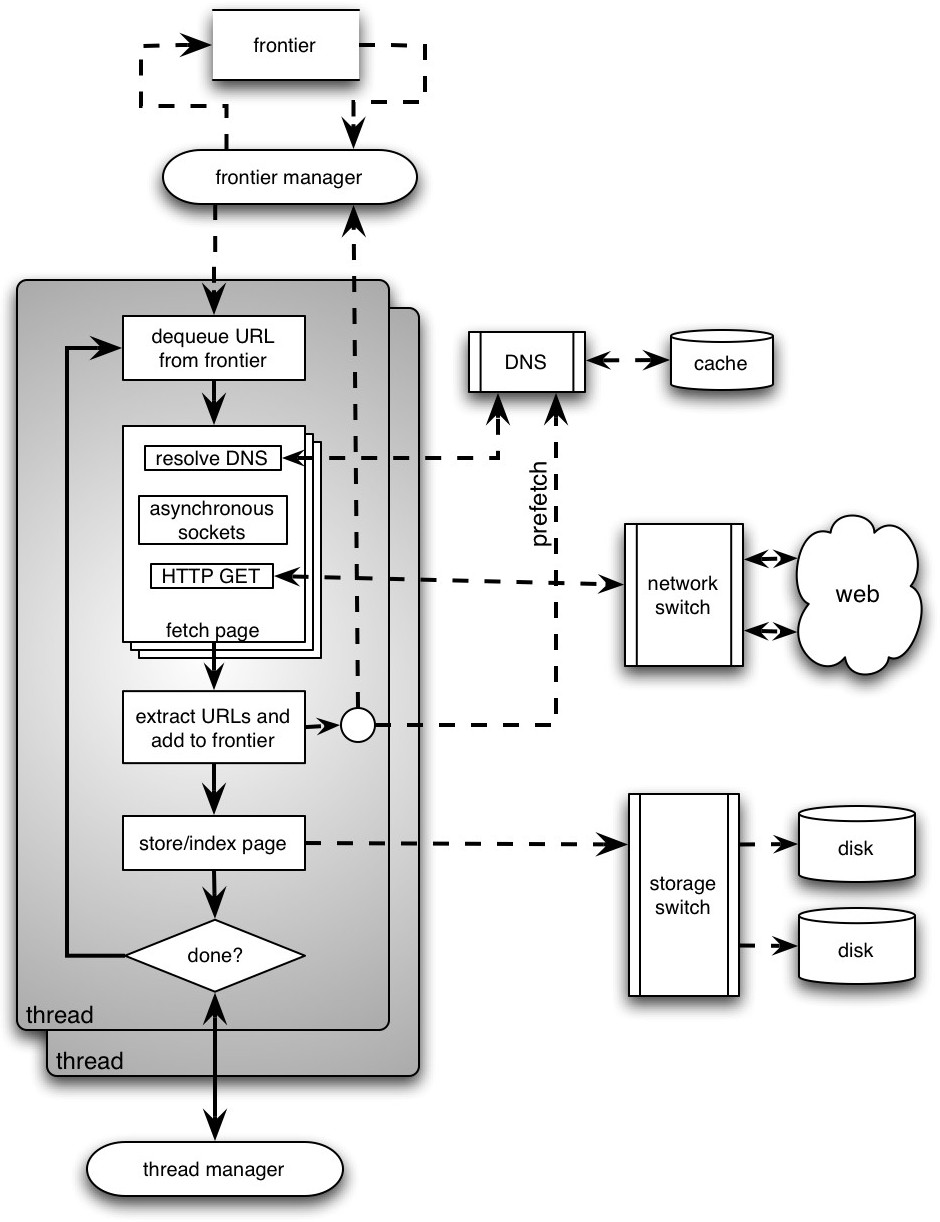 frontier
frontier manager
dequeue URL
from frontier
DNS
cache
resolve DNS
asynchronous
sockets
prefetch
HTTP GET
network
switch
web
fetch page
extract URLs and
add to frontier
store/index page
disk
storage
switch
disk
done?
thread
thread
thread manager